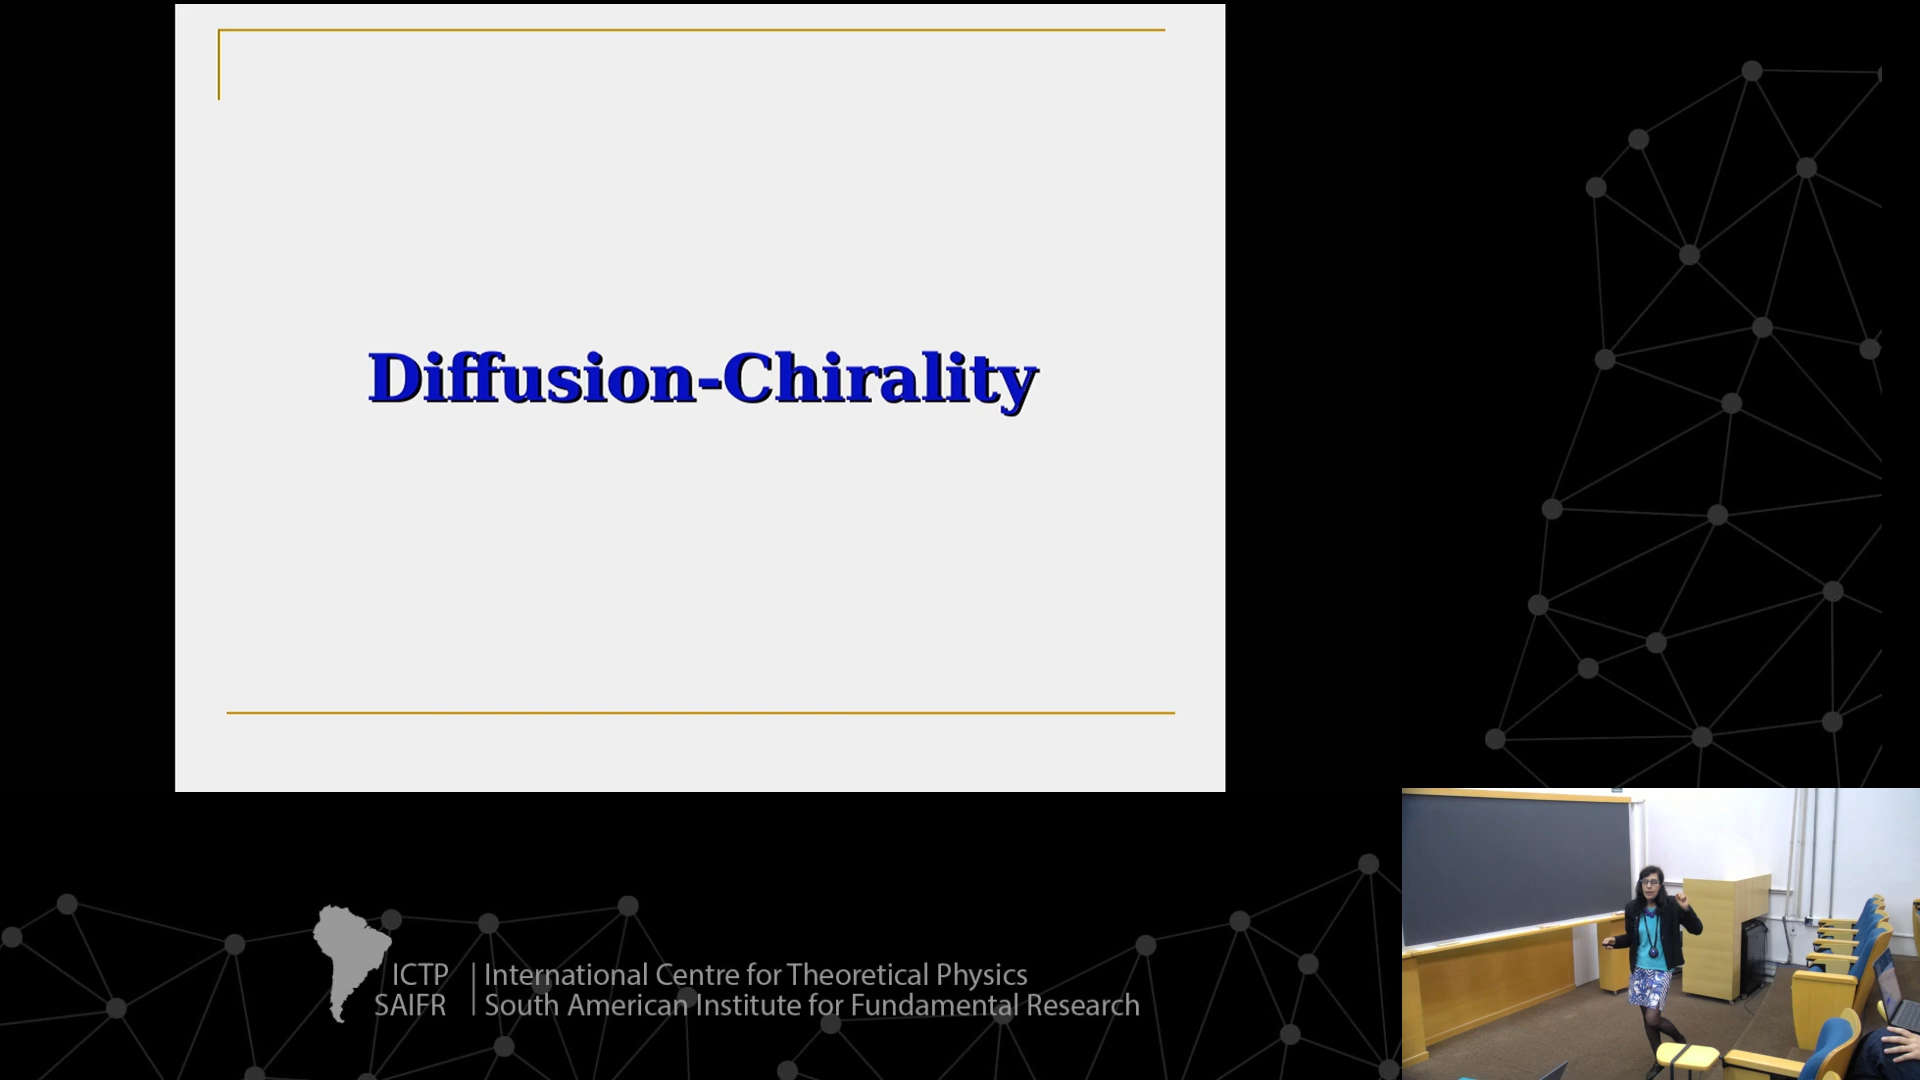 Diffusion-Chirality
ICTP
SAIFR
International Centre for Theoretical Physics
South American Institute for Fundamental Research